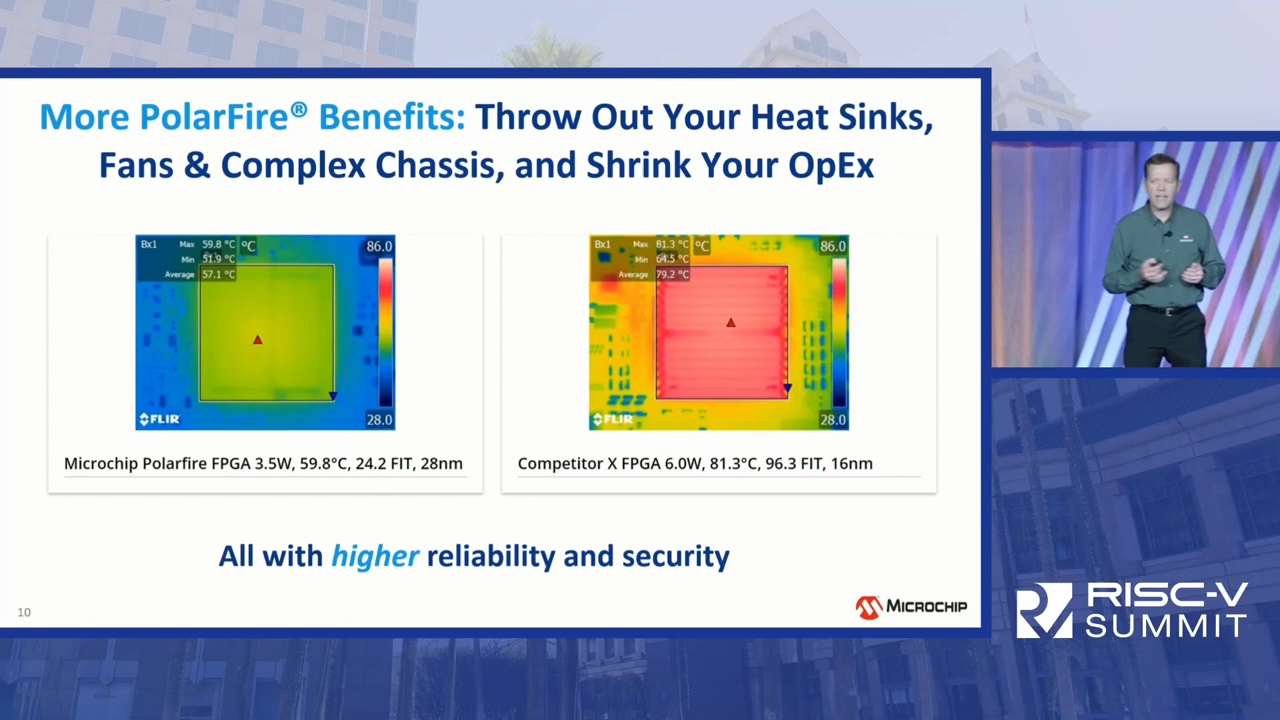 More PolarFire® Benefits: Throw Out Your Heat Sinks,
Fans & Complex Chassis, and Shrink Your OpEx
Bx1 Max 59.8 °C °C 86.0
Min 51.9 °C
Average 57.1 °C
FLIR 28.0
Microchip Polarfire FPGA 3.5W, 59.8°C, 24.2 FIT, 28nm
Bx1 Max 81.3 °C °C 86.0
Min 64.5 °C
Average 79.2 °C
FLIR 28.0
Competitor X FPGA 6.0W, 81.3°C, 96.3 FIT, 16nm
All with higher reliability and security
10
MICROCHIP
RISC-V
SUMMIT